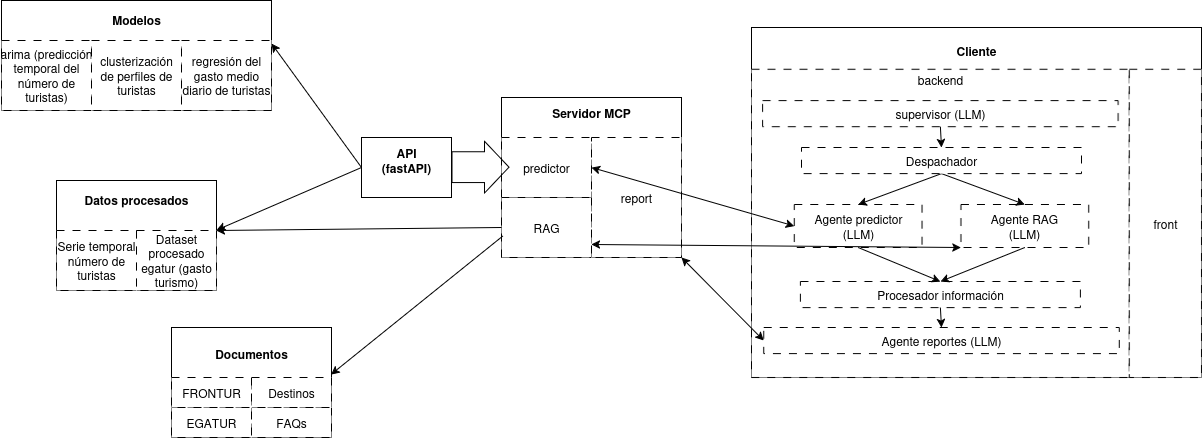 Modelos
arima (predicción
temporal del
número de
turistas)
clusterización
de perfiles de
turistas
regresión del
gasto medio
diario de turistas
Datos procesados
Serie temporal
número de
turistas
Dataset
procesado
egatur (gasto
turismo)
Documentos
FRONTUR
Destinos
EGATUR
FAQs
API
(fastAPI)
Servidor MCP
predictor
RAG
report
Cliente
backend
supervisor (LLM)
Despachador
Agente predictor
(LLM)
Agente RAG
(LLM)
Procesador información
Agente reportes (LLM)
front